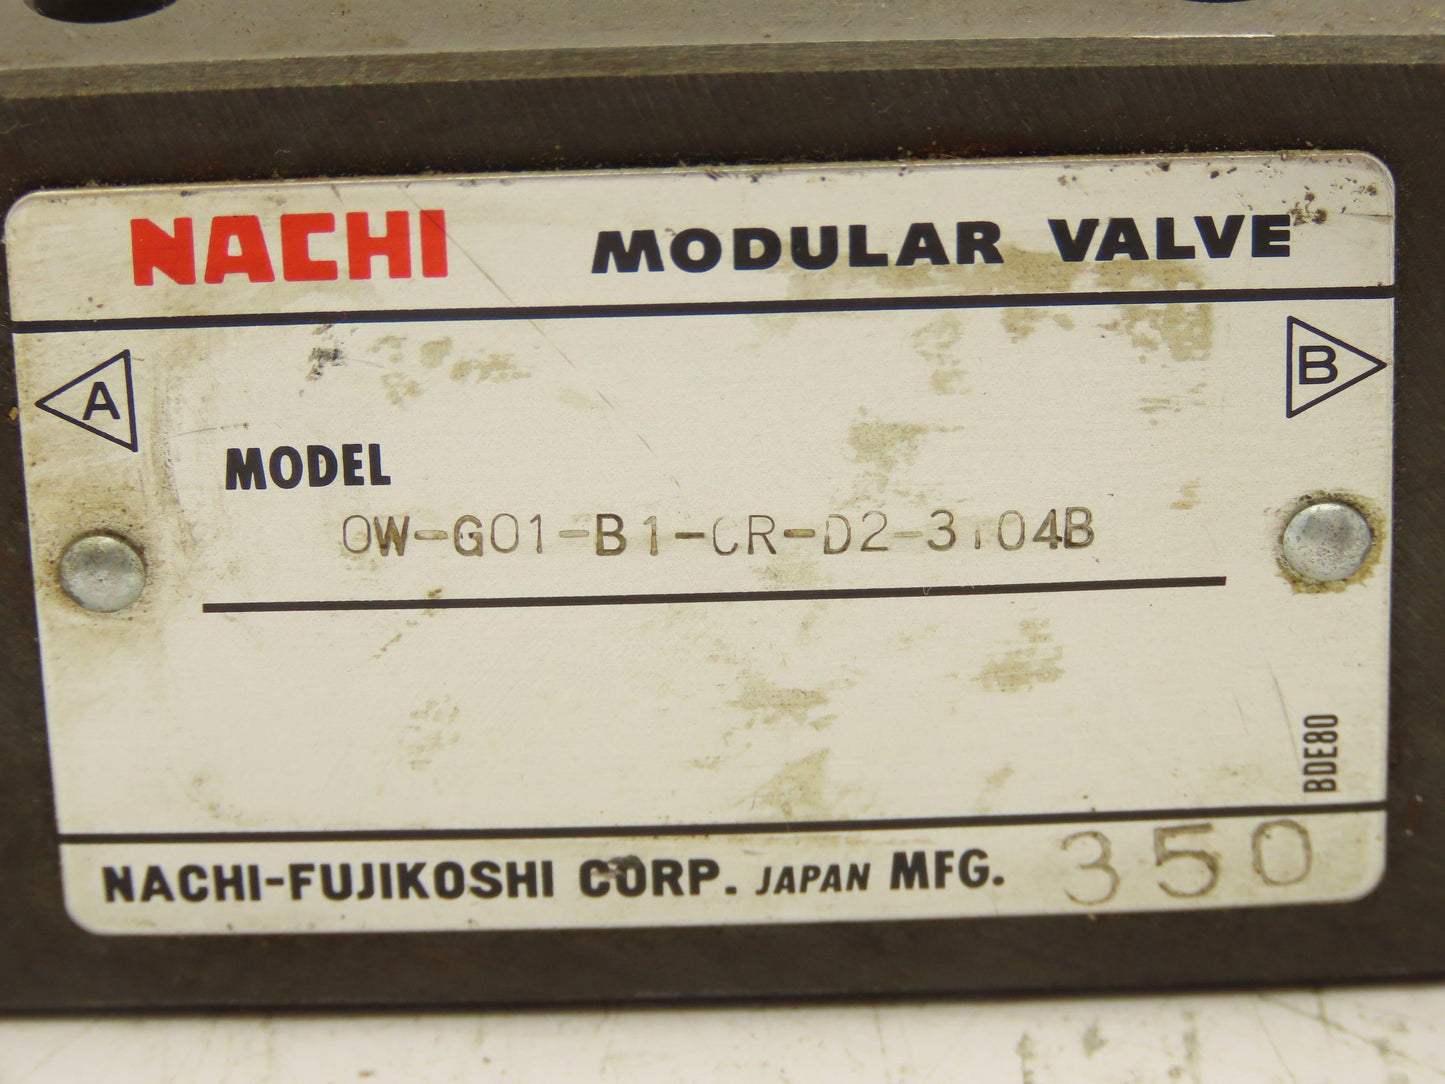 NACHI MODULAR VALVE
A B
MODEL
OW-G01-B1-CR-D2-3104B
BDE80
NACHI-FUJIKOSHI CORP. JAPAN MFG. 350